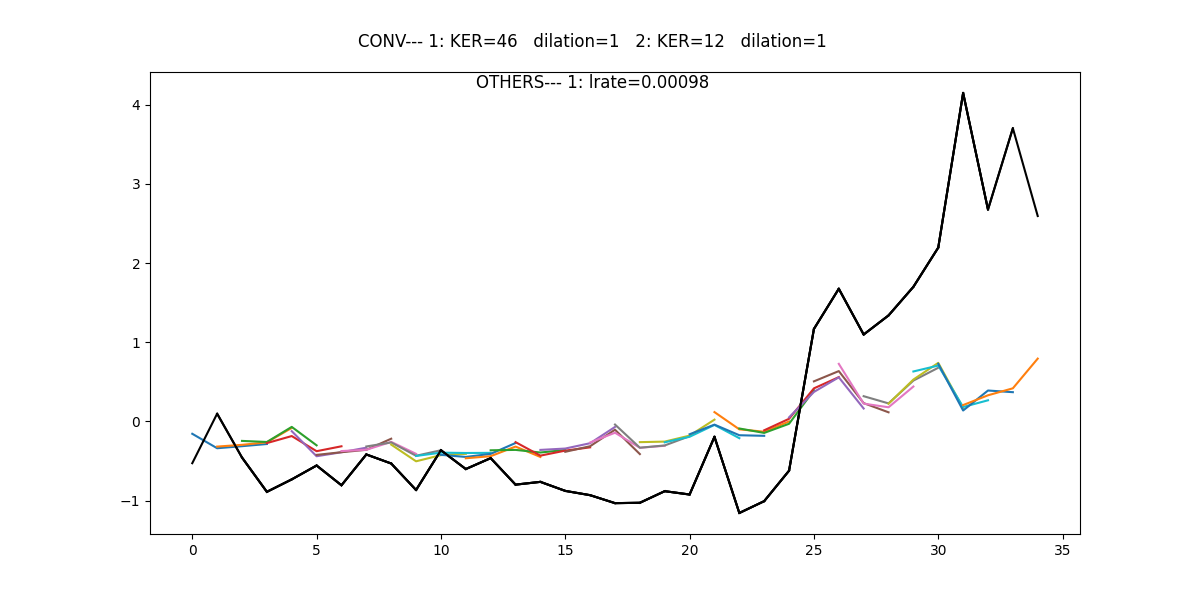 CONV--- 1: KER=46   dilation=1   2: KER=12   dilation=1
OTHERS--- 1: lrate=0.00098
4
3
2
1
0
−1
0 5 10 15 20 25 30 35